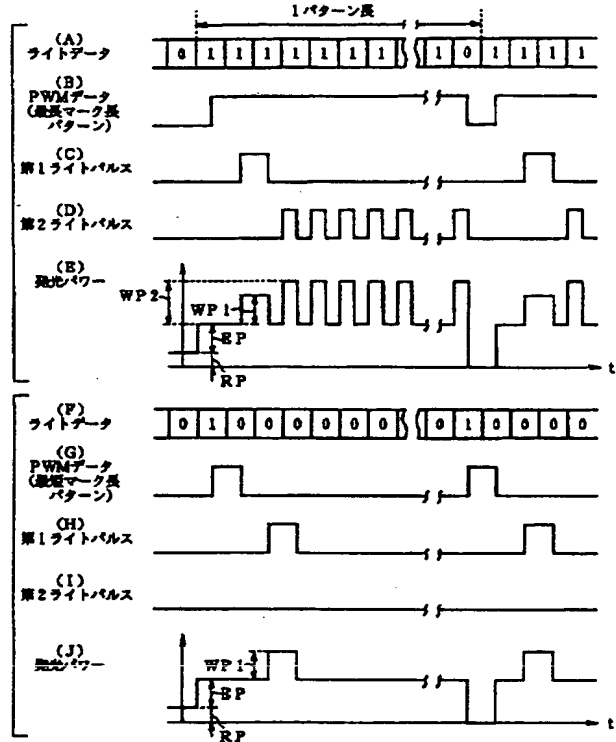 1パターン長
(A)
ライトデータ
0 1 1 1 1 1 1 1 1 0 1 1 1 1
(B)
PWMデータ
(最長マーク長
パターン)
(C)
第1ライトパルス
(D)
第2ライトパルス
(E)
発光パワー
WP2
WP1
EP
RP
t
(F)
ライトデータ
0 1 0 0 0 0 0 0 0 1 0 0 0 0
(G)
PWMデータ
(最短マーク長
パターン)
(H)
第1ライトパルス
(I)
第2ライトパルス
(J)
発光パワー
WP1
EP
RP
t